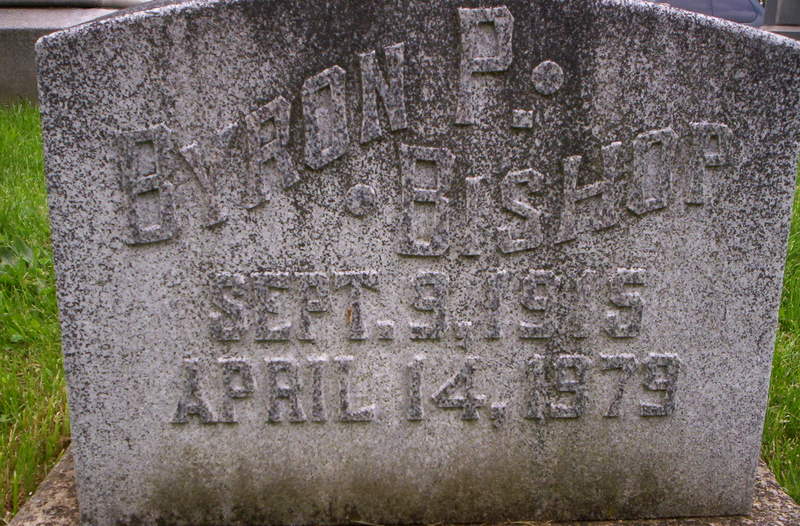 BYRON P.
BISHOP
SEPT. 9, 1915
APRIL 14, 1979